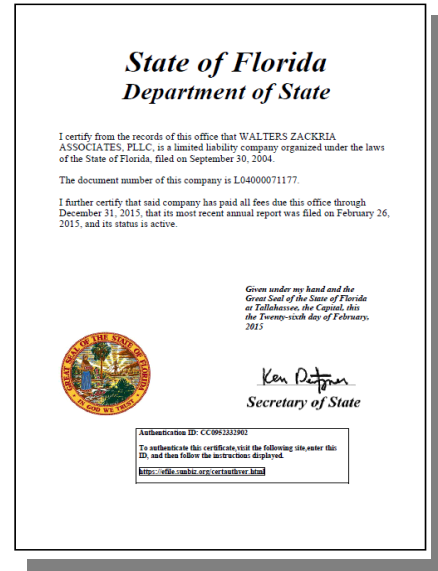 State of Florida
Department of State
I certify from the records of this office that WALTERS ZACKRIA
ASSOCIATES, PLLC, is a limited liability company organized under the laws
of the State of Florida, filed on September 30, 2004.
The document number of this company is L04000071177.
I further certify that said company has paid all fees due this office through
December 31, 2015, that its most recent annual report was filed on February 26,
2015, and its status is active.
Given under my hand and the
Great Seal of the State of Florida
at Tallahassee, the Capital, this
the Twenty-sixth day of February,
2015
GREAT SEAL OF THE STATE OF FLORIDA
IN GOD WE TRUST
Ken Detzner
Secretary of State
Authentication ID: CC0952332902
To authenticate this certificate,visit the following site,enter this
ID, and then follow the instructions displayed.
https://efile.sunbiz.org/certauthver.html